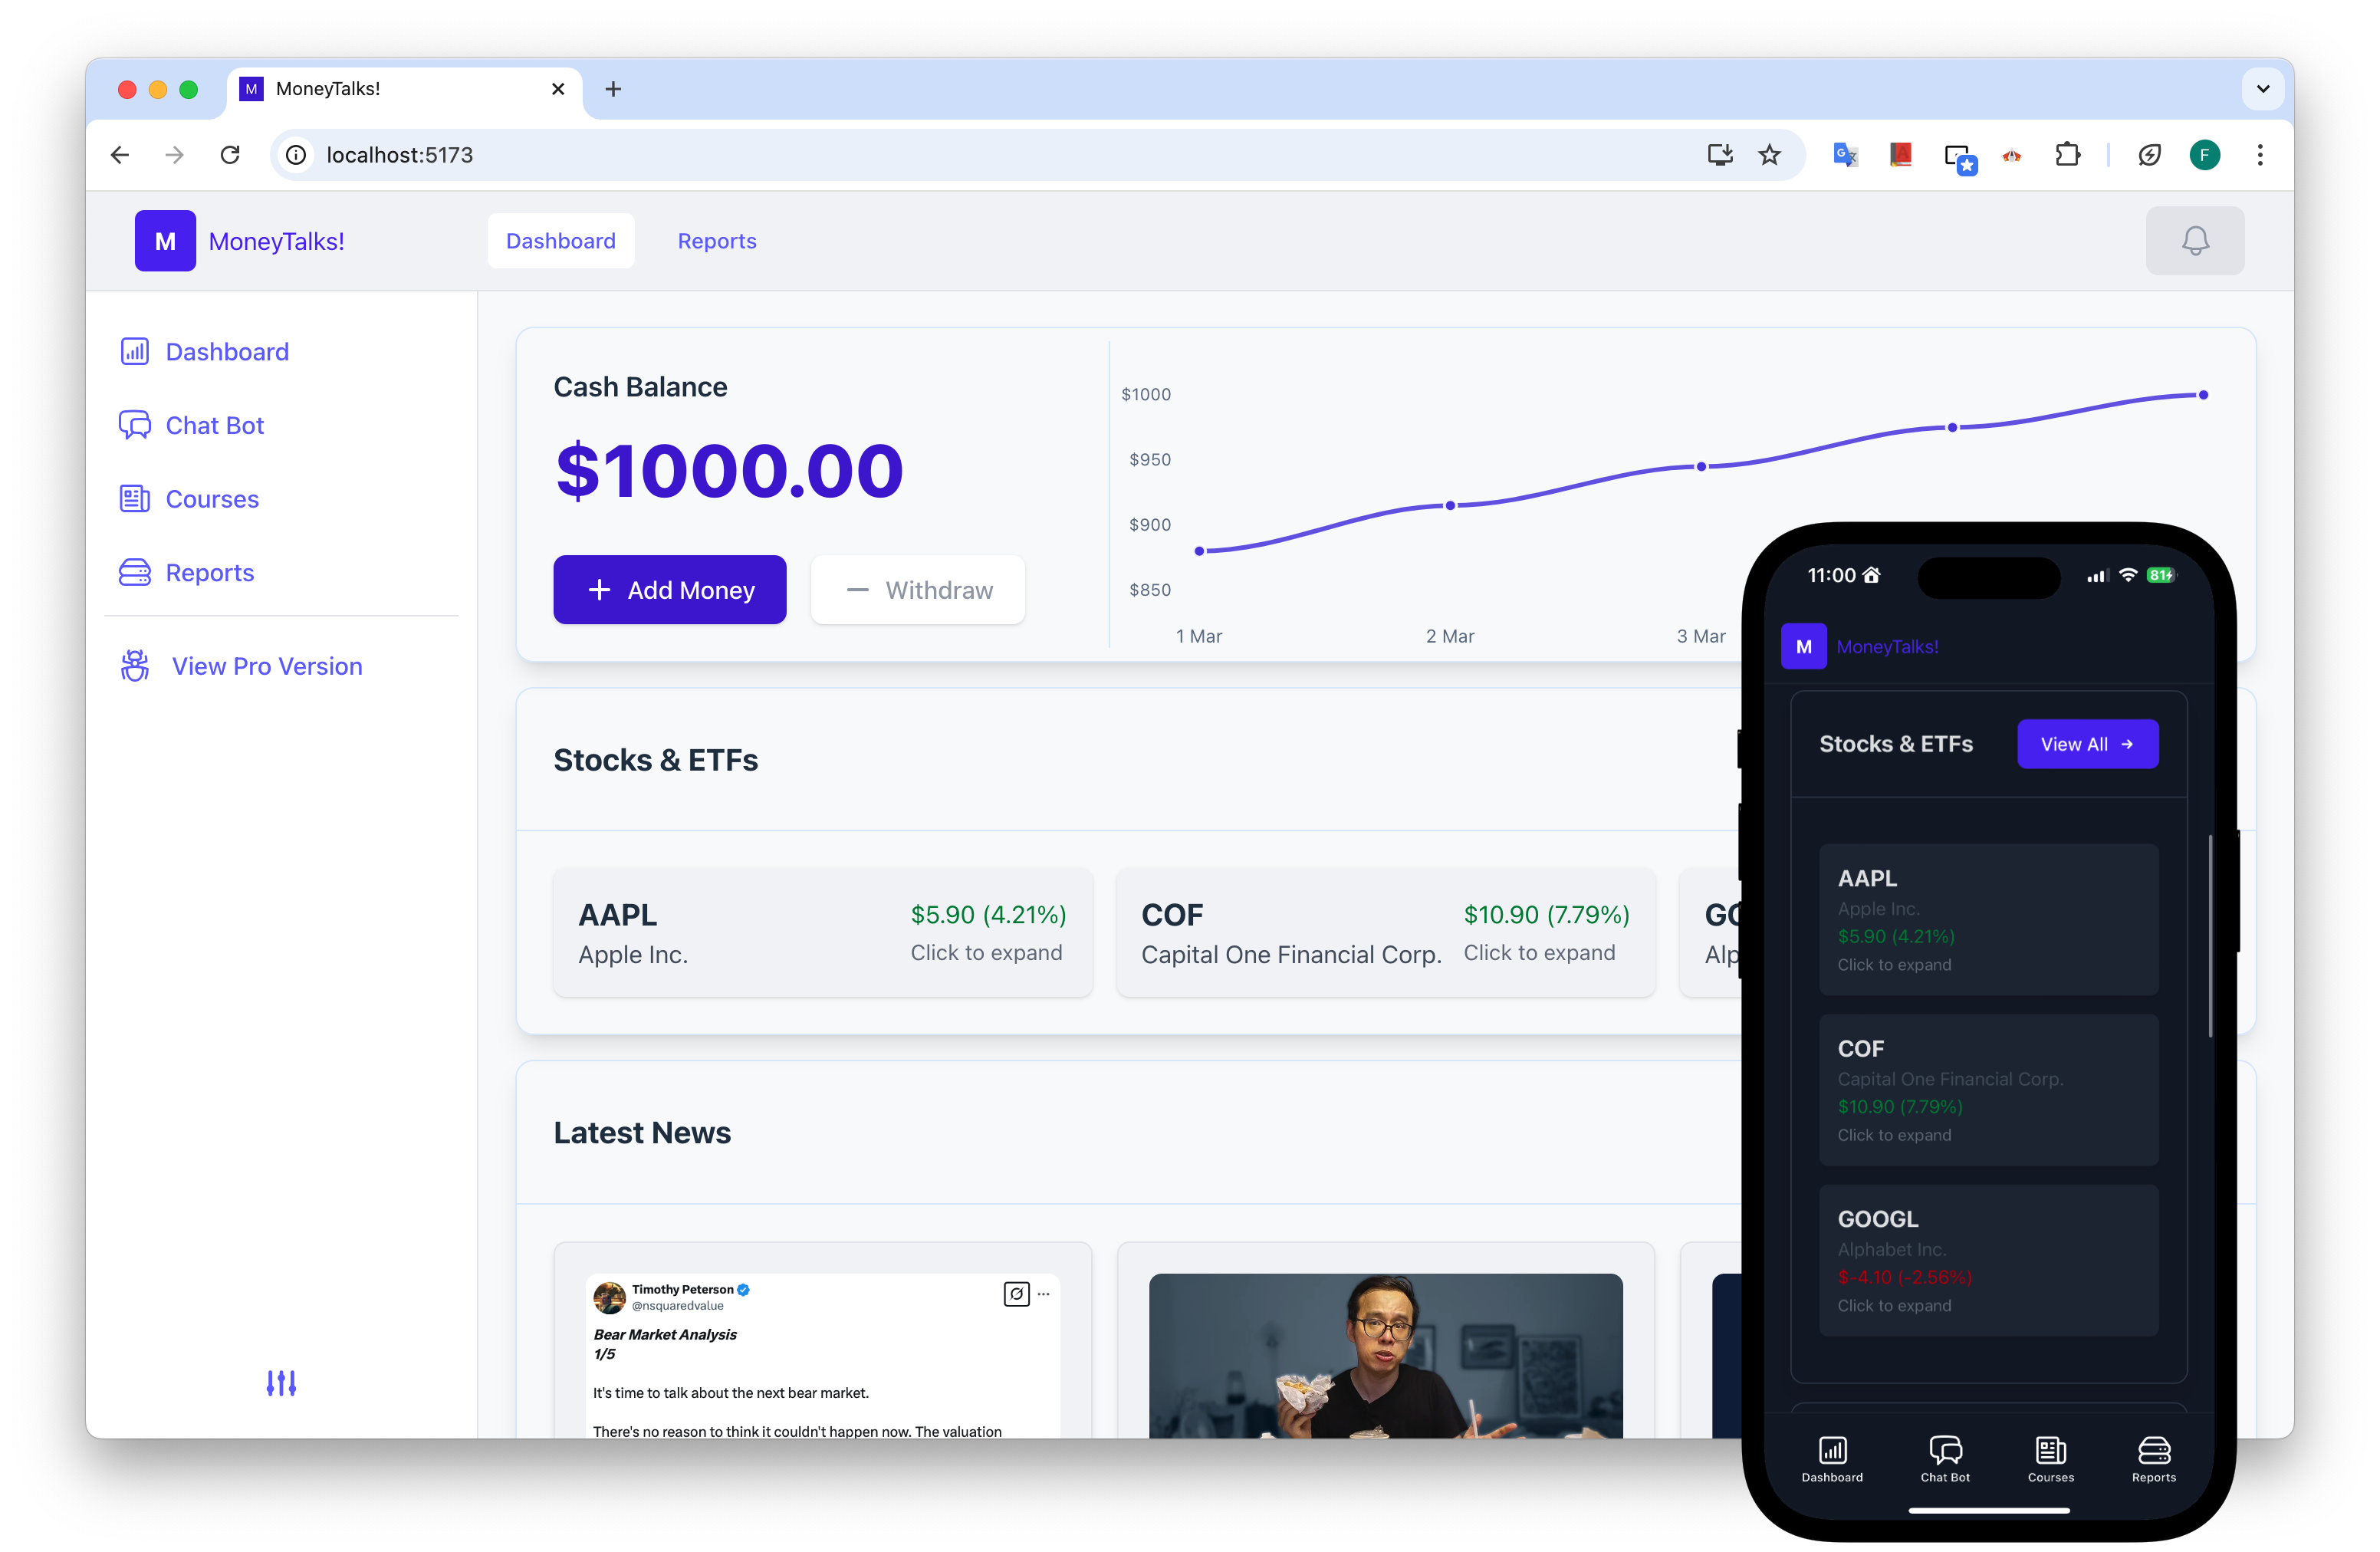 M MoneyTalks!
localhost:5173
F
M MoneyTalks! Dashboard Reports
Dashboard
Chat Bot
Courses
Reports
View Pro Version
Cash Balance
$1000.00
+ Add Money — Withdraw
$1000
$950
$900
$850
1 Mar 2 Mar 3 Mar
Stocks & ETFs
AAPL $5.90 (4.21%)
Apple Inc. Click to expand
COF $10.90 (7.79%)
Capital One Financial Corp. Click to expand
Latest News
Timothy Peterson
@nsquaredvalue
Bear Market Analysis
1/5
It's time to talk about the next bear market.
There's no reason to think it couldn't happen now. The valuation
11:00 81
M MoneyTalks!
Stocks & ETFs View All →
AAPL
Apple Inc.
$5.90 (4.21%)
Click to expand
COF
Capital One Financial Corp.
$10.90 (7.79%)
Click to expand
GOOGL
Alphabet Inc.
$-4.10 (-2.56%)
Click to expand
Dashboard Chat Bot Courses Reports